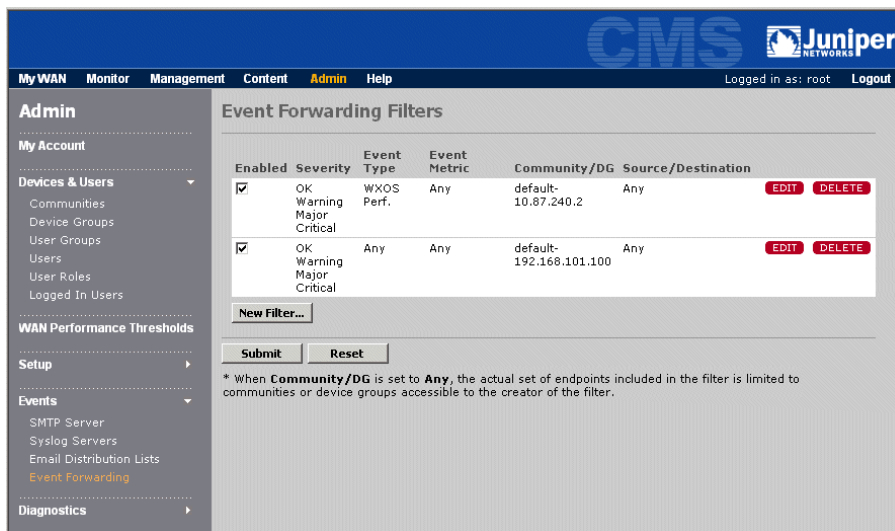 CMS
Juniper
NETWORKS
My WAN Monitor Management Content Admin Help Logged in as: root Logout
Admin
My Account
Devices & Users
Communities
Device Groups
User Groups
Users
User Roles
Logged In Users
WAN Performance Thresholds
Setup
Events
SMTP Server
Syslog Servers
Email Distribution Lists
Event Forwarding
Diagnostics
Event Forwarding Filters
Enabled Severity Event Type Event Metric Community/DG Source/Destination
OK WXOS Any default- Any EDIT DELETE
Warning Perf. 10.87.240.2
Major
Critical
OK Any Any default- Any EDIT DELETE
Warning 192.168.101.100
Major
Critical
New Filter...
Submit Reset
* When Community/DG is set to Any, the actual set of endpoints included in the filter is limited to
communities or device groups accessible to the creator of the filter.